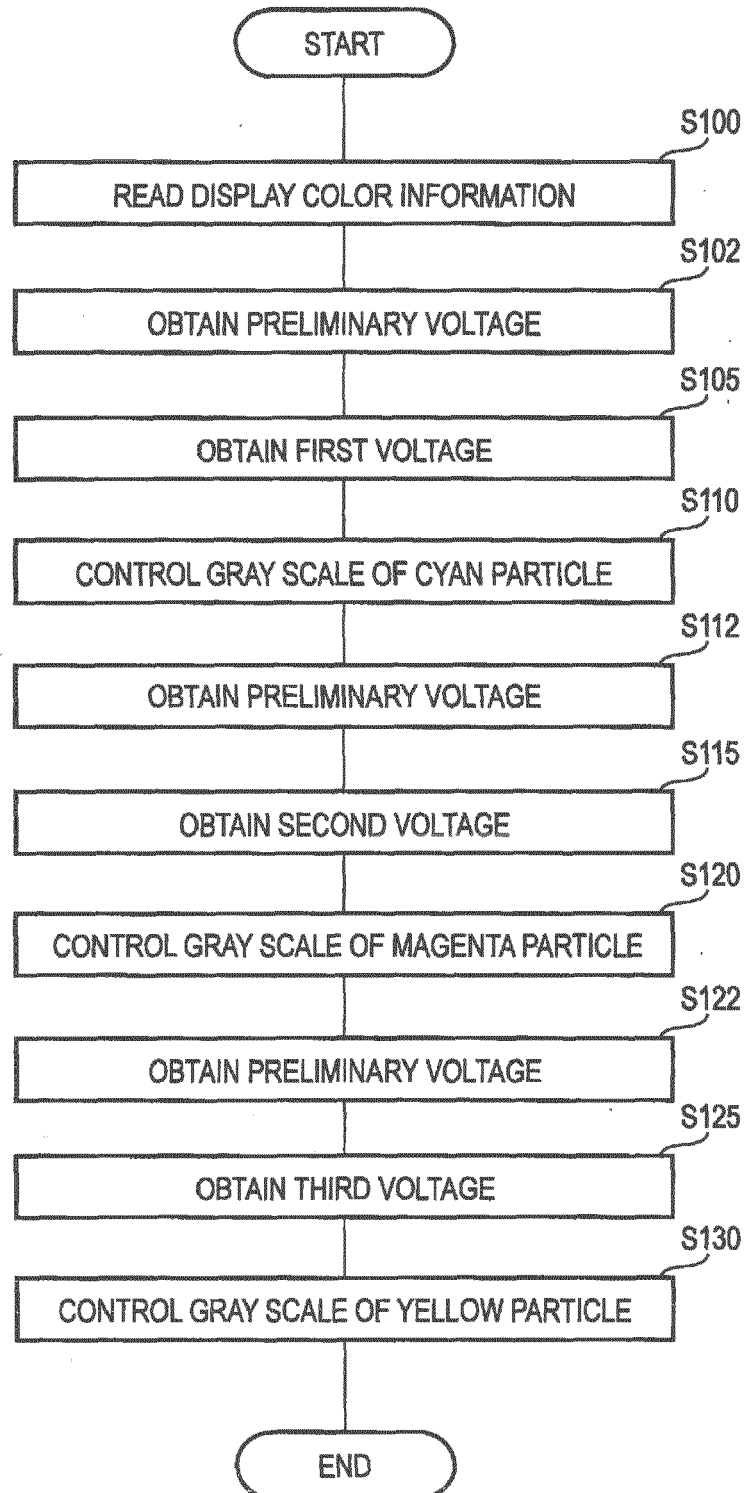 START
S100
READ DISPLAY COLOR INFORMATION
S102
OBTAIN PRELIMINARY VOLTAGE
S105
OBTAIN FIRST VOLTAGE
S110
CONTROL GRAY SCALE OF CYAN PARTICLE
S112
OBTAIN PRELIMINARY VOLTAGE
S115
OBTAIN SECOND VOLTAGE
S120
CONTROL GRAY SCALE OF MAGENTA PARTICLE
S122
OBTAIN PRELIMINARY VOLTAGE
S125
OBTAIN THIRD VOLTAGE
S130
CONTROL GRAY SCALE OF YELLOW PARTICLE
END